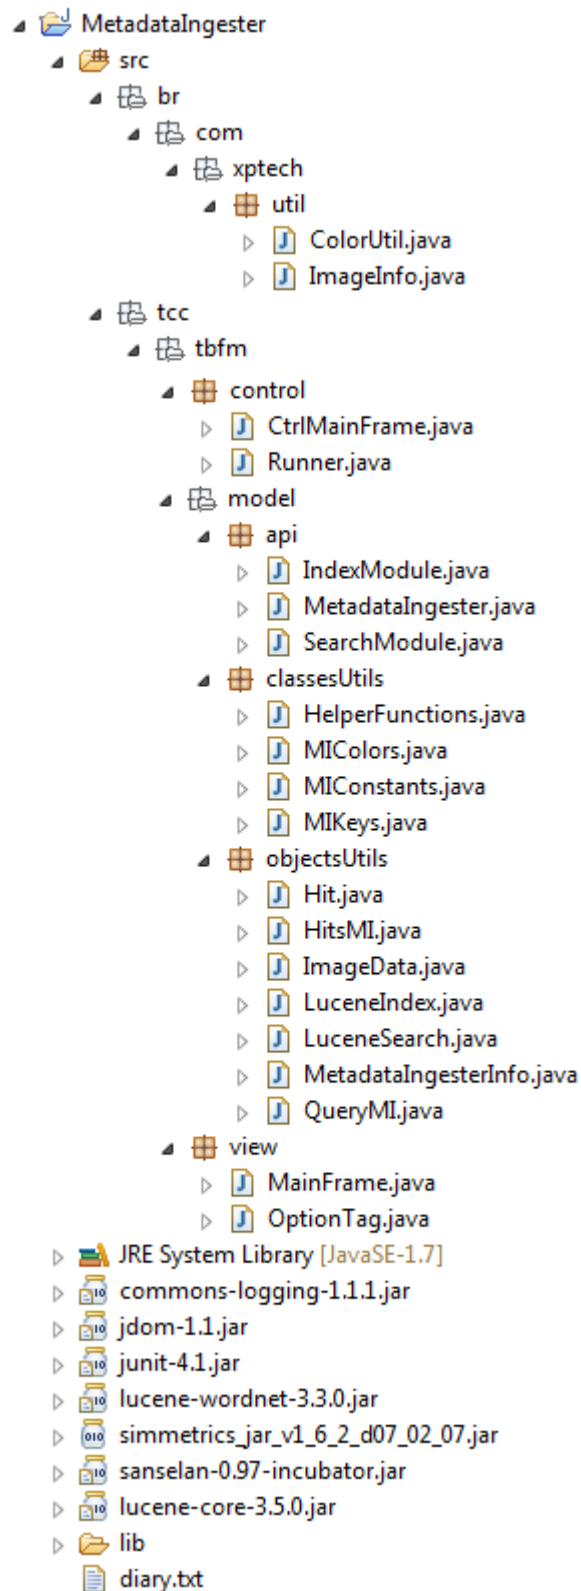 MetadataIngester
src
br
com
xptech
util
ColorUtil.java
ImageInfo.java
tcc
tbfm
control
CtrlMainFrame.java
Runner.java
model
api
IndexModule.java
MetadataIngester.java
SearchModule.java
classesUtils
HelperFunctions.java
MIColors.java
MIConstants.java
MIKeys.java
objectsUtils
Hit.java
HitsMI.java
ImageData.java
LuceneIndex.java
LuceneSearch.java
MetadataIngesterInfo.java
QueryMI.java
view
MainFrame.java
OptionTag.java
JRE System Library [JavaSE-1.7]
commons-logging-1.1.1.jar
jdom-1.1.jar
junit-4.1.jar
lucene-wordnet-3.3.0.jar
simmetrics_jar_v1_6_2_d07_02_07.jar
sanselan-0.97-incubator.jar
lucene-core-3.5.0.jar
lib
diary.txt